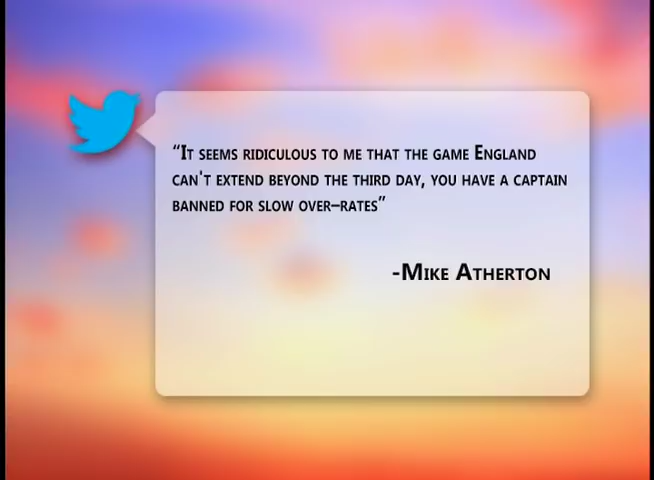 “It seems ridiculous to me that the game England
can't extend beyond the third day, you have a captain
banned for slow over–rates”
-Mike Atherton